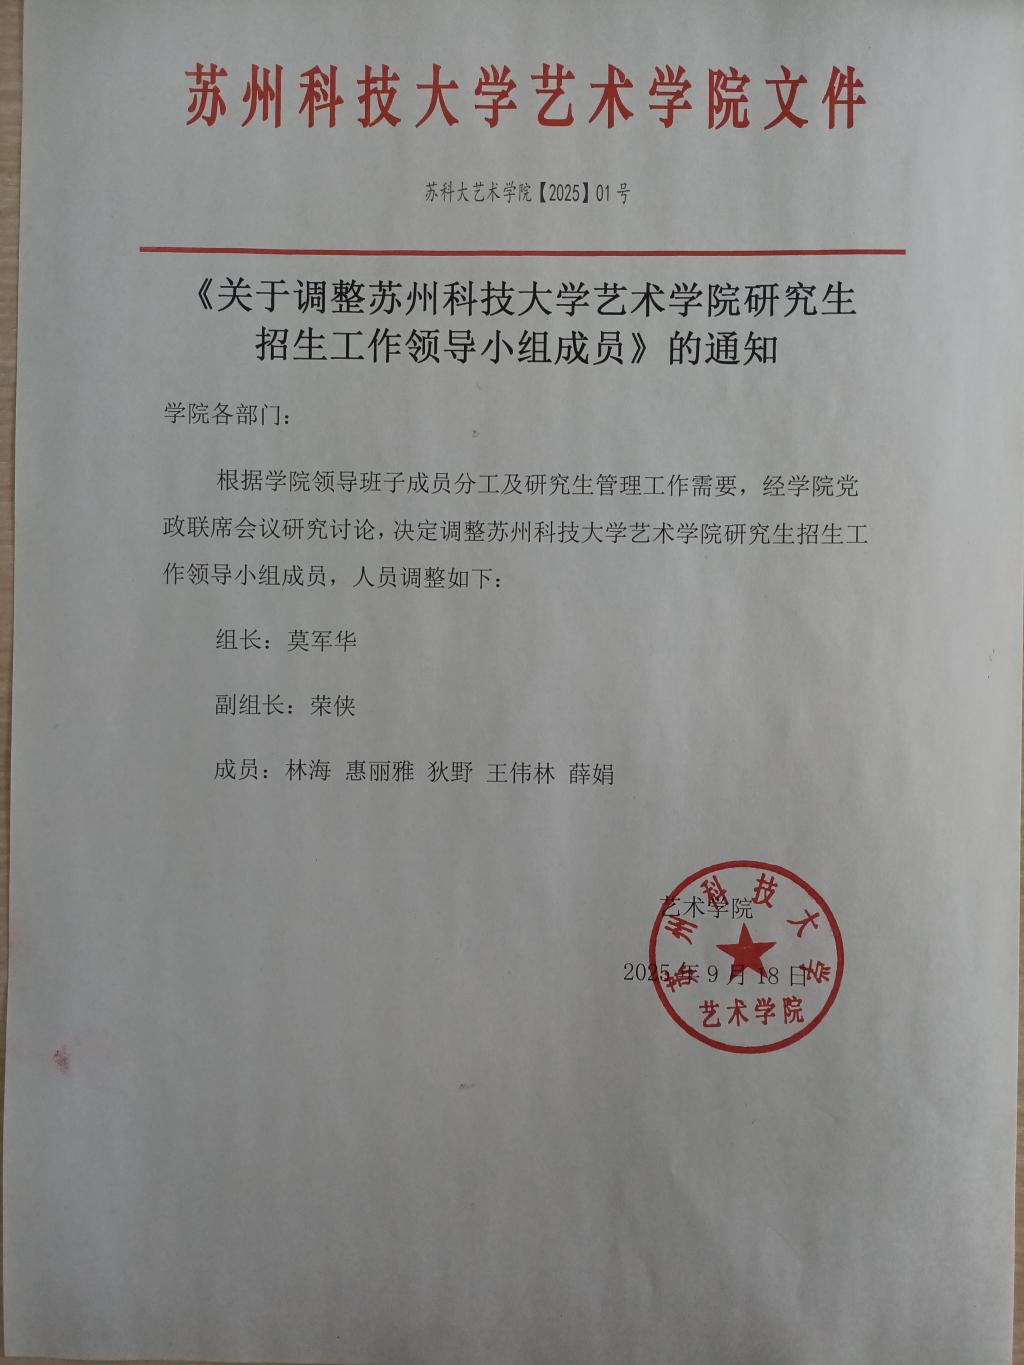 苏州科技大学艺术学院文件
苏科大艺术学院【2025】01 号
《关于调整苏州科技大学艺术学院研究生
招生工作领导小组成员》的通知
学院各部门：
根据学院领导班子成员分工及研究生管理工作需要，经学院党
政联席会议研究讨论，决定调整苏州科技大学艺术学院研究生招生工
作领导小组成员，人员调整如下：
组长：莫军华
副组长：荣侠
成员：林海 惠丽雅 狄野 王伟林 薛娟
艺术学院
2025 年 9 月 18 日
苏州科技大学
艺术学院